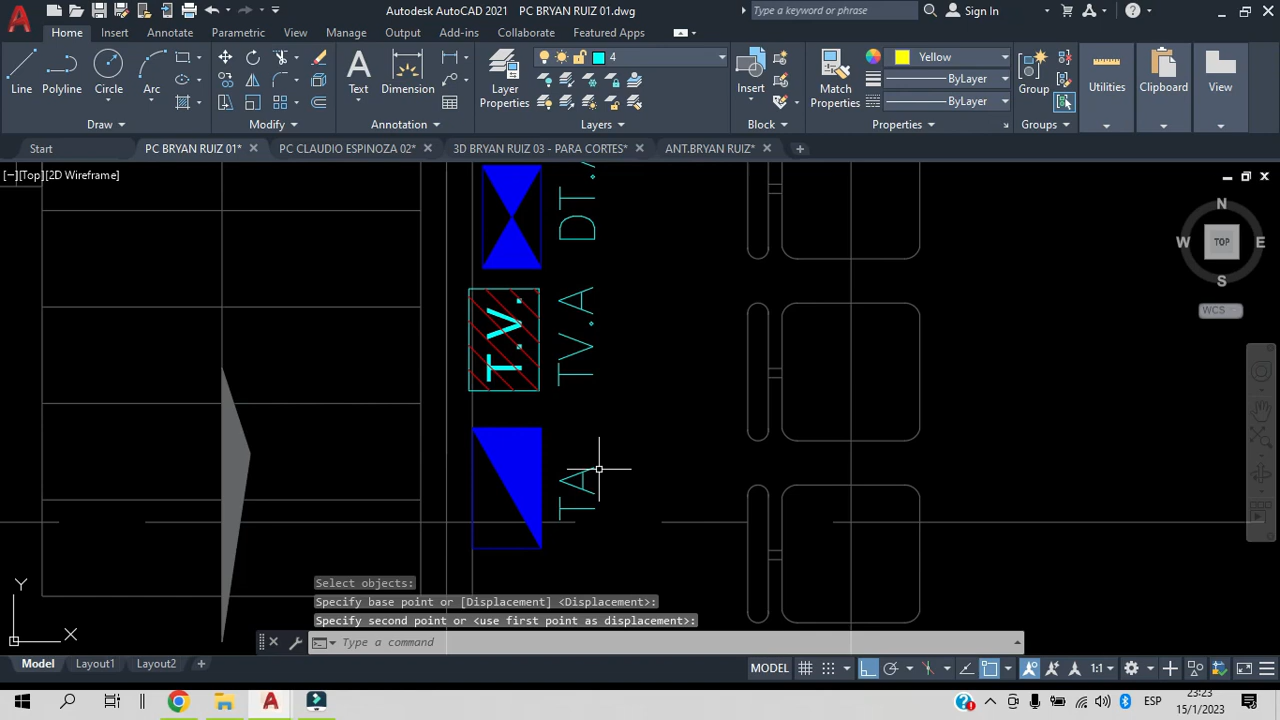 Autodesk AutoCAD 2021 PC BRYAN RUIZ 01.dwg
Type a keyword or phrase
Sign In
Home Insert Annotate Parametric View Manage Output Add-ins Collaborate Featured Apps
4
Yellow
ByLayer
ByLayer
Line Polyline Circle Arc
Text Dimension
Layer Properties
Insert
Match Properties
Group
Utilities
Clipboard
View
Draw Modify Annotation Layers Block Properties Groups
Start PC BRYAN RUIZ 01* PC CLAUDIO ESPINOZA 02* 3D BRYAN RUIZ 03 - PARA CORTES* ANT.BRYAN RUIZ*
[−][Top][2D Wireframe]
N
W TOP E
S
WCS
T.V.
TV.A
TA
Y
X
Select objects:
Specify base point or [Displacement] <Displacement>:
Specify second point or <use first point as displacement>:
Type a command
Model Layout1 Layout2
MODEL
1:1
ESP
23:23
15/1/2023